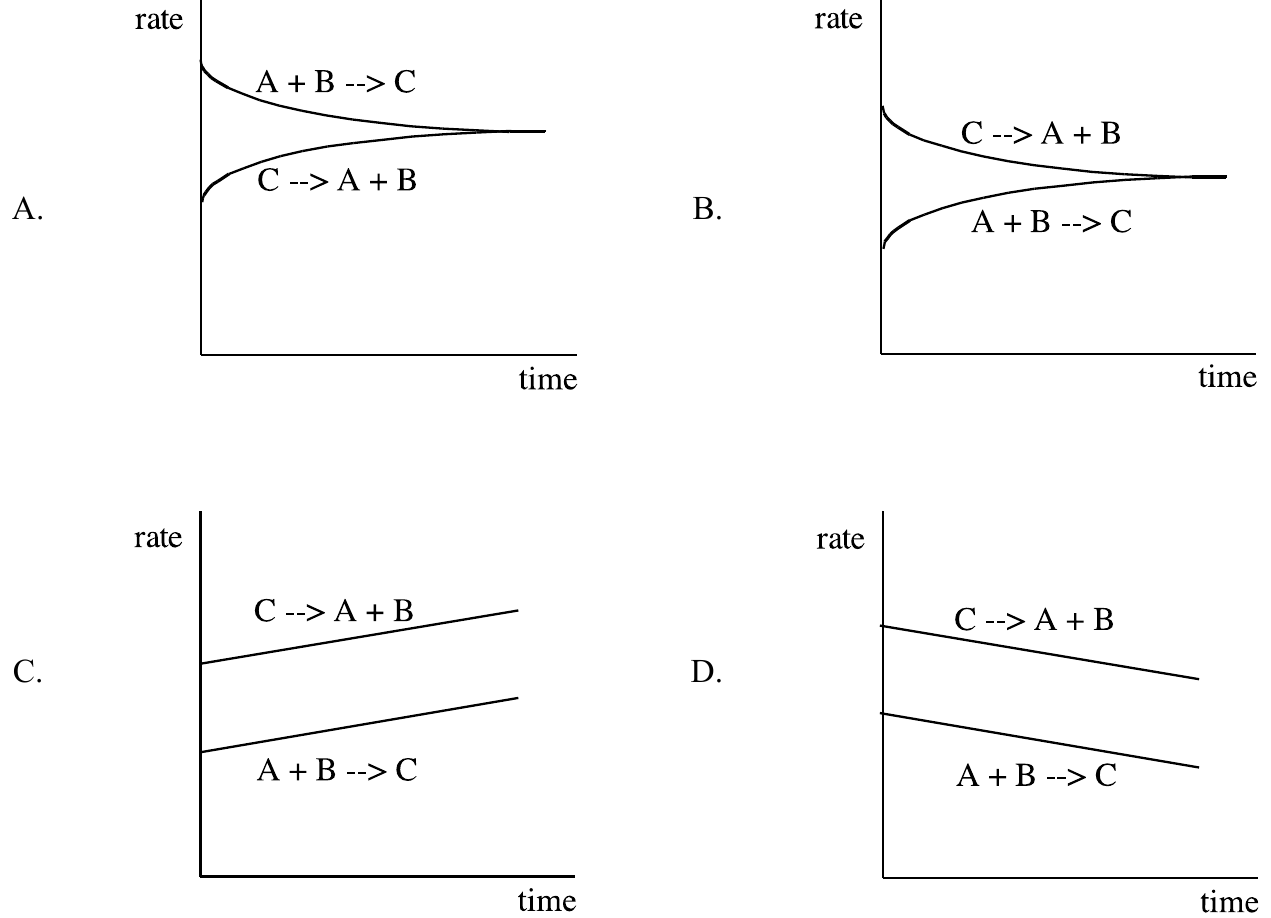 rate
A + B --> C
C --> A + B
A.
time
rate
C --> A + B
A + B --> C
B.
time
rate
C --> A + B
C.
A + B --> C
time
rate
C --> A + B
D.
A + B --> C
time